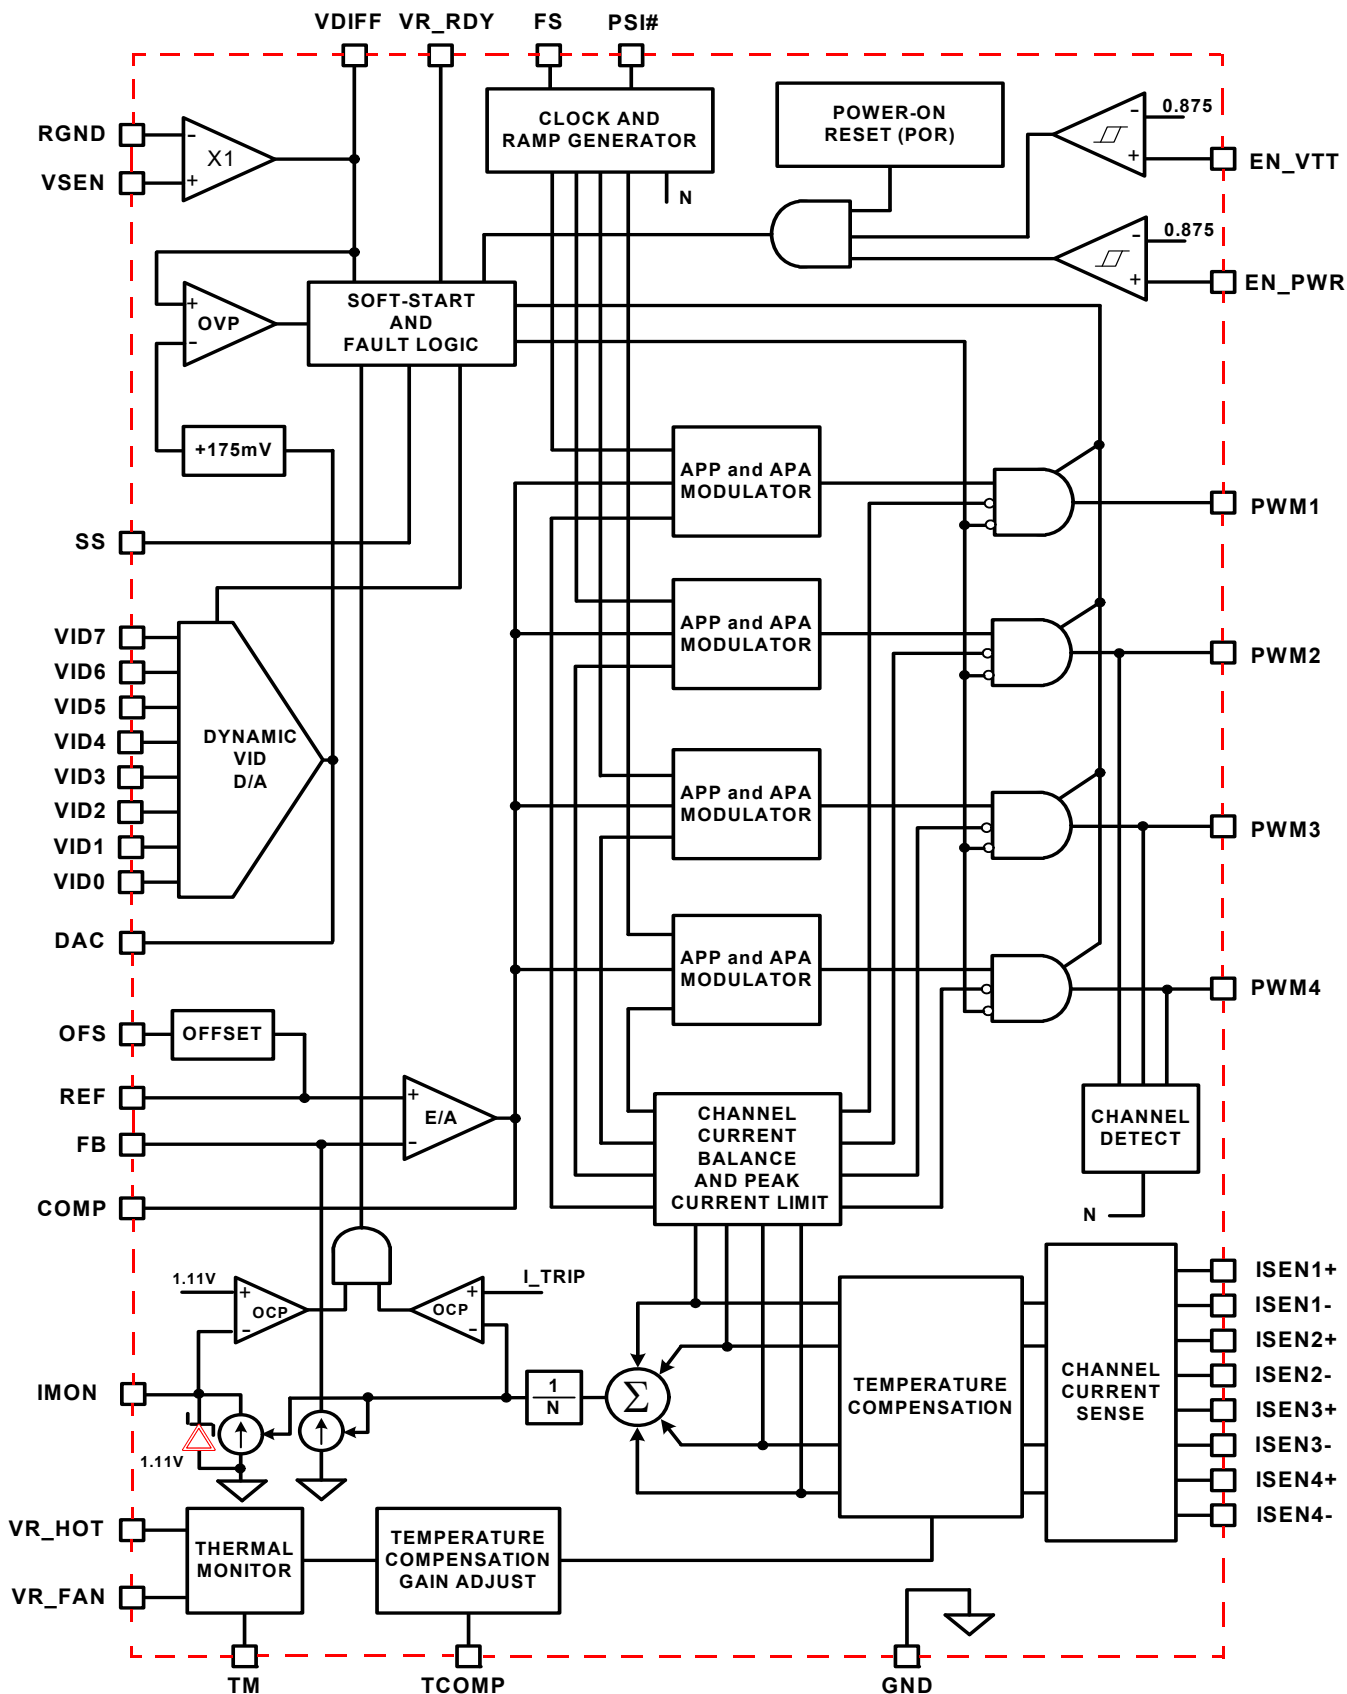 VDIFF
VR_RDY
FS
PSI#
RGND
VSEN
-
+
X1
CLOCK AND
RAMP GENERATOR
N
POWER-ON
RESET (POR)
-
+
0.875
EN_VTT
-
+
0.875
EN_PWR
+
-
OVP
SOFT-START
AND
FAULT LOGIC
+175mV
SS
APP and APA
MODULATOR
PWM1
APP and APA
MODULATOR
PWM2
APP and APA
MODULATOR
PWM3
APP and APA
MODULATOR
PWM4
VID7
VID6
VID5
VID4
VID3
VID2
VID1
VID0
DYNAMIC
VID
D/A
DAC
OFS
OFFSET
REF
FB
+
-
E/A
COMP
CHANNEL
CURRENT
BALANCE
AND PEAK
CURRENT LIMIT
CHANNEL
DETECT
N
1.11V
+
-
OCP
+
-
OCP
I_TRIP
IMON
1.11V
1
N
Σ
TEMPERATURE
COMPENSATION
CHANNEL
CURRENT
SENSE
ISEN1+
ISEN1-
ISEN2+
ISEN2-
ISEN3+
ISEN3-
ISEN4+
ISEN4-
VR_HOT
VR_FAN
THERMAL
MONITOR
TEMPERATURE
COMPENSATION
GAIN ADJUST
TM
TCOMP
GND